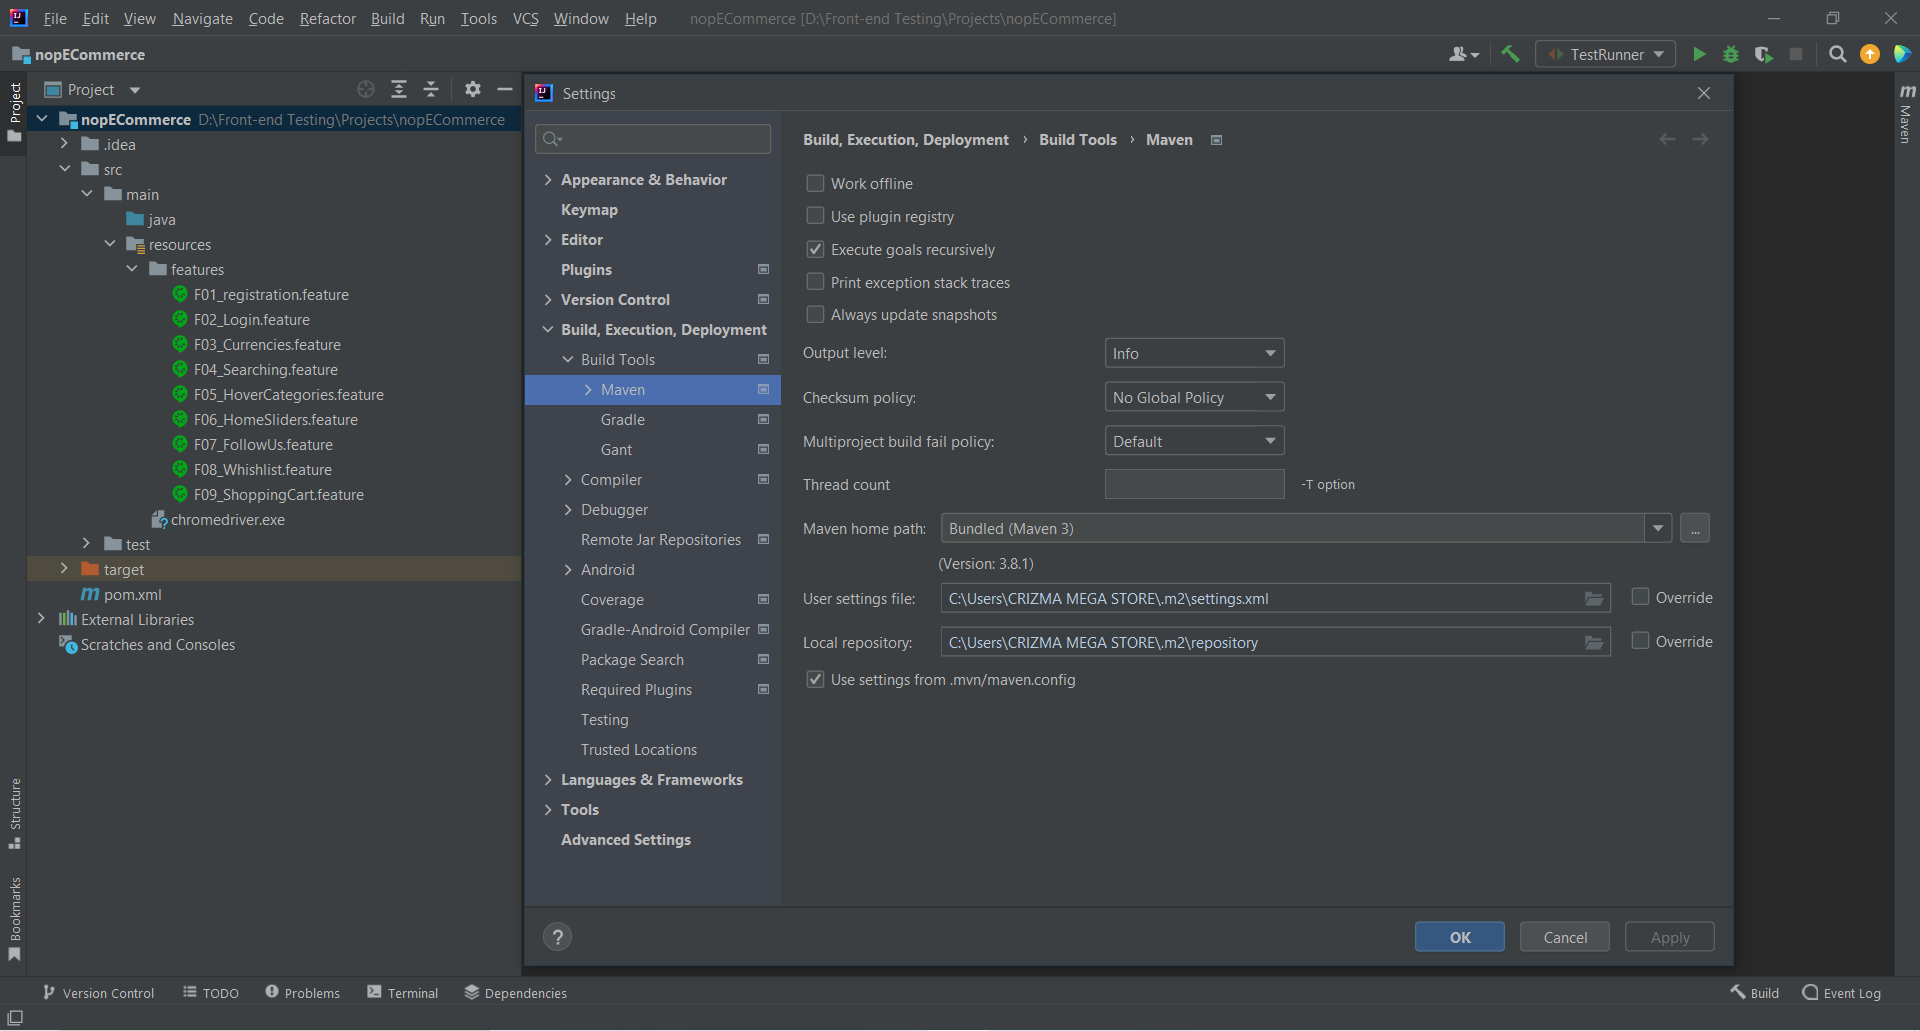 File Edit View Navigate Code Refactor Build Run Tools VCS Window Help nopECommerce [D:\Front-end Testing\Projects\nopECommerce]
nopECommerce
TestRunner
Project
Project
nopECommerce D:\Front-end Testing\Projects\nopECommerce
.idea
src
main
java
resources
features
F01_registration.feature
F02_Login.feature
F03_Currencies.feature
F04_Searching.feature
F05_HoverCategories.feature
F06_HomeSliders.feature
F07_FollowUs.feature
F08_Whishlist.feature
F09_ShoppingCart.feature
chromedriver.exe
test
target
pom.xml
External Libraries
Scratches and Consoles
Structure
Bookmarks
Settings
Appearance & Behavior
Keymap
Editor
Plugins
Version Control
Build, Execution, Deployment
Build Tools
Maven
Gradle
Gant
Compiler
Debugger
Remote Jar Repositories
Android
Coverage
Gradle-Android Compiler
Package Search
Required Plugins
Testing
Trusted Locations
Languages & Frameworks
Tools
Advanced Settings
Build, Execution, Deployment › Build Tools › Maven
Work offline
Use plugin registry
Execute goals recursively
Print exception stack traces
Always update snapshots
Output level: Info
Checksum policy: No Global Policy
Multiproject build fail policy: Default
Thread count -T option
Maven home path: Bundled (Maven 3) ...
(Version: 3.8.1)
User settings file: C:\Users\CRIZMA MEGA STORE\.m2\settings.xml Override
Local repository: C:\Users\CRIZMA MEGA STORE\.m2\repository Override
Use settings from .mvn/maven.config
? OK Cancel Apply
m
Maven
Version Control TODO Problems Terminal Dependencies Build Event Log